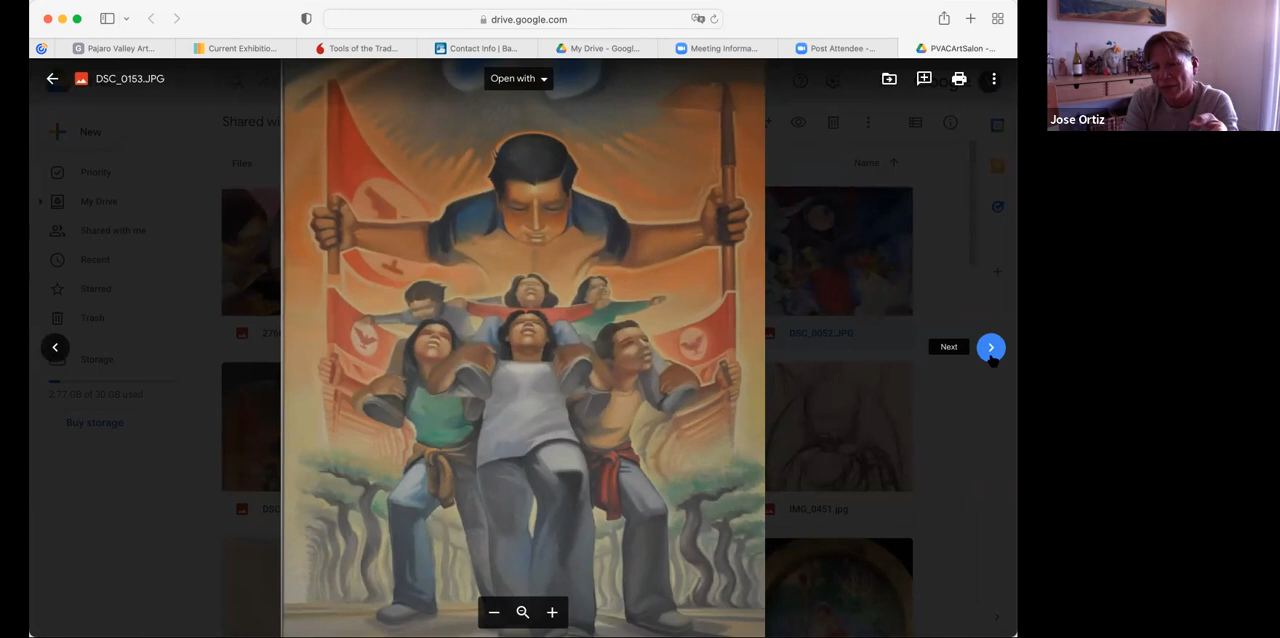 drive.google.com
Pajaro Valley Art...
Current Exhibitio...
Tools of the Trad...
Contact Info | Ba...
My Drive - Googl...
Meeting Informa...
Post Attendee -...
PVACArtSalon -...
DSC_0153.JPG
Open with
New
Shared wi
Priority
Files
Name
My Drive
Shared with me
Recent
Starred
Trash
DSC_0052.JPG
Next
Storage
2.77 GB of 30 GB used
Buy storage
IMG_0451.jpg
Jose Ortiz